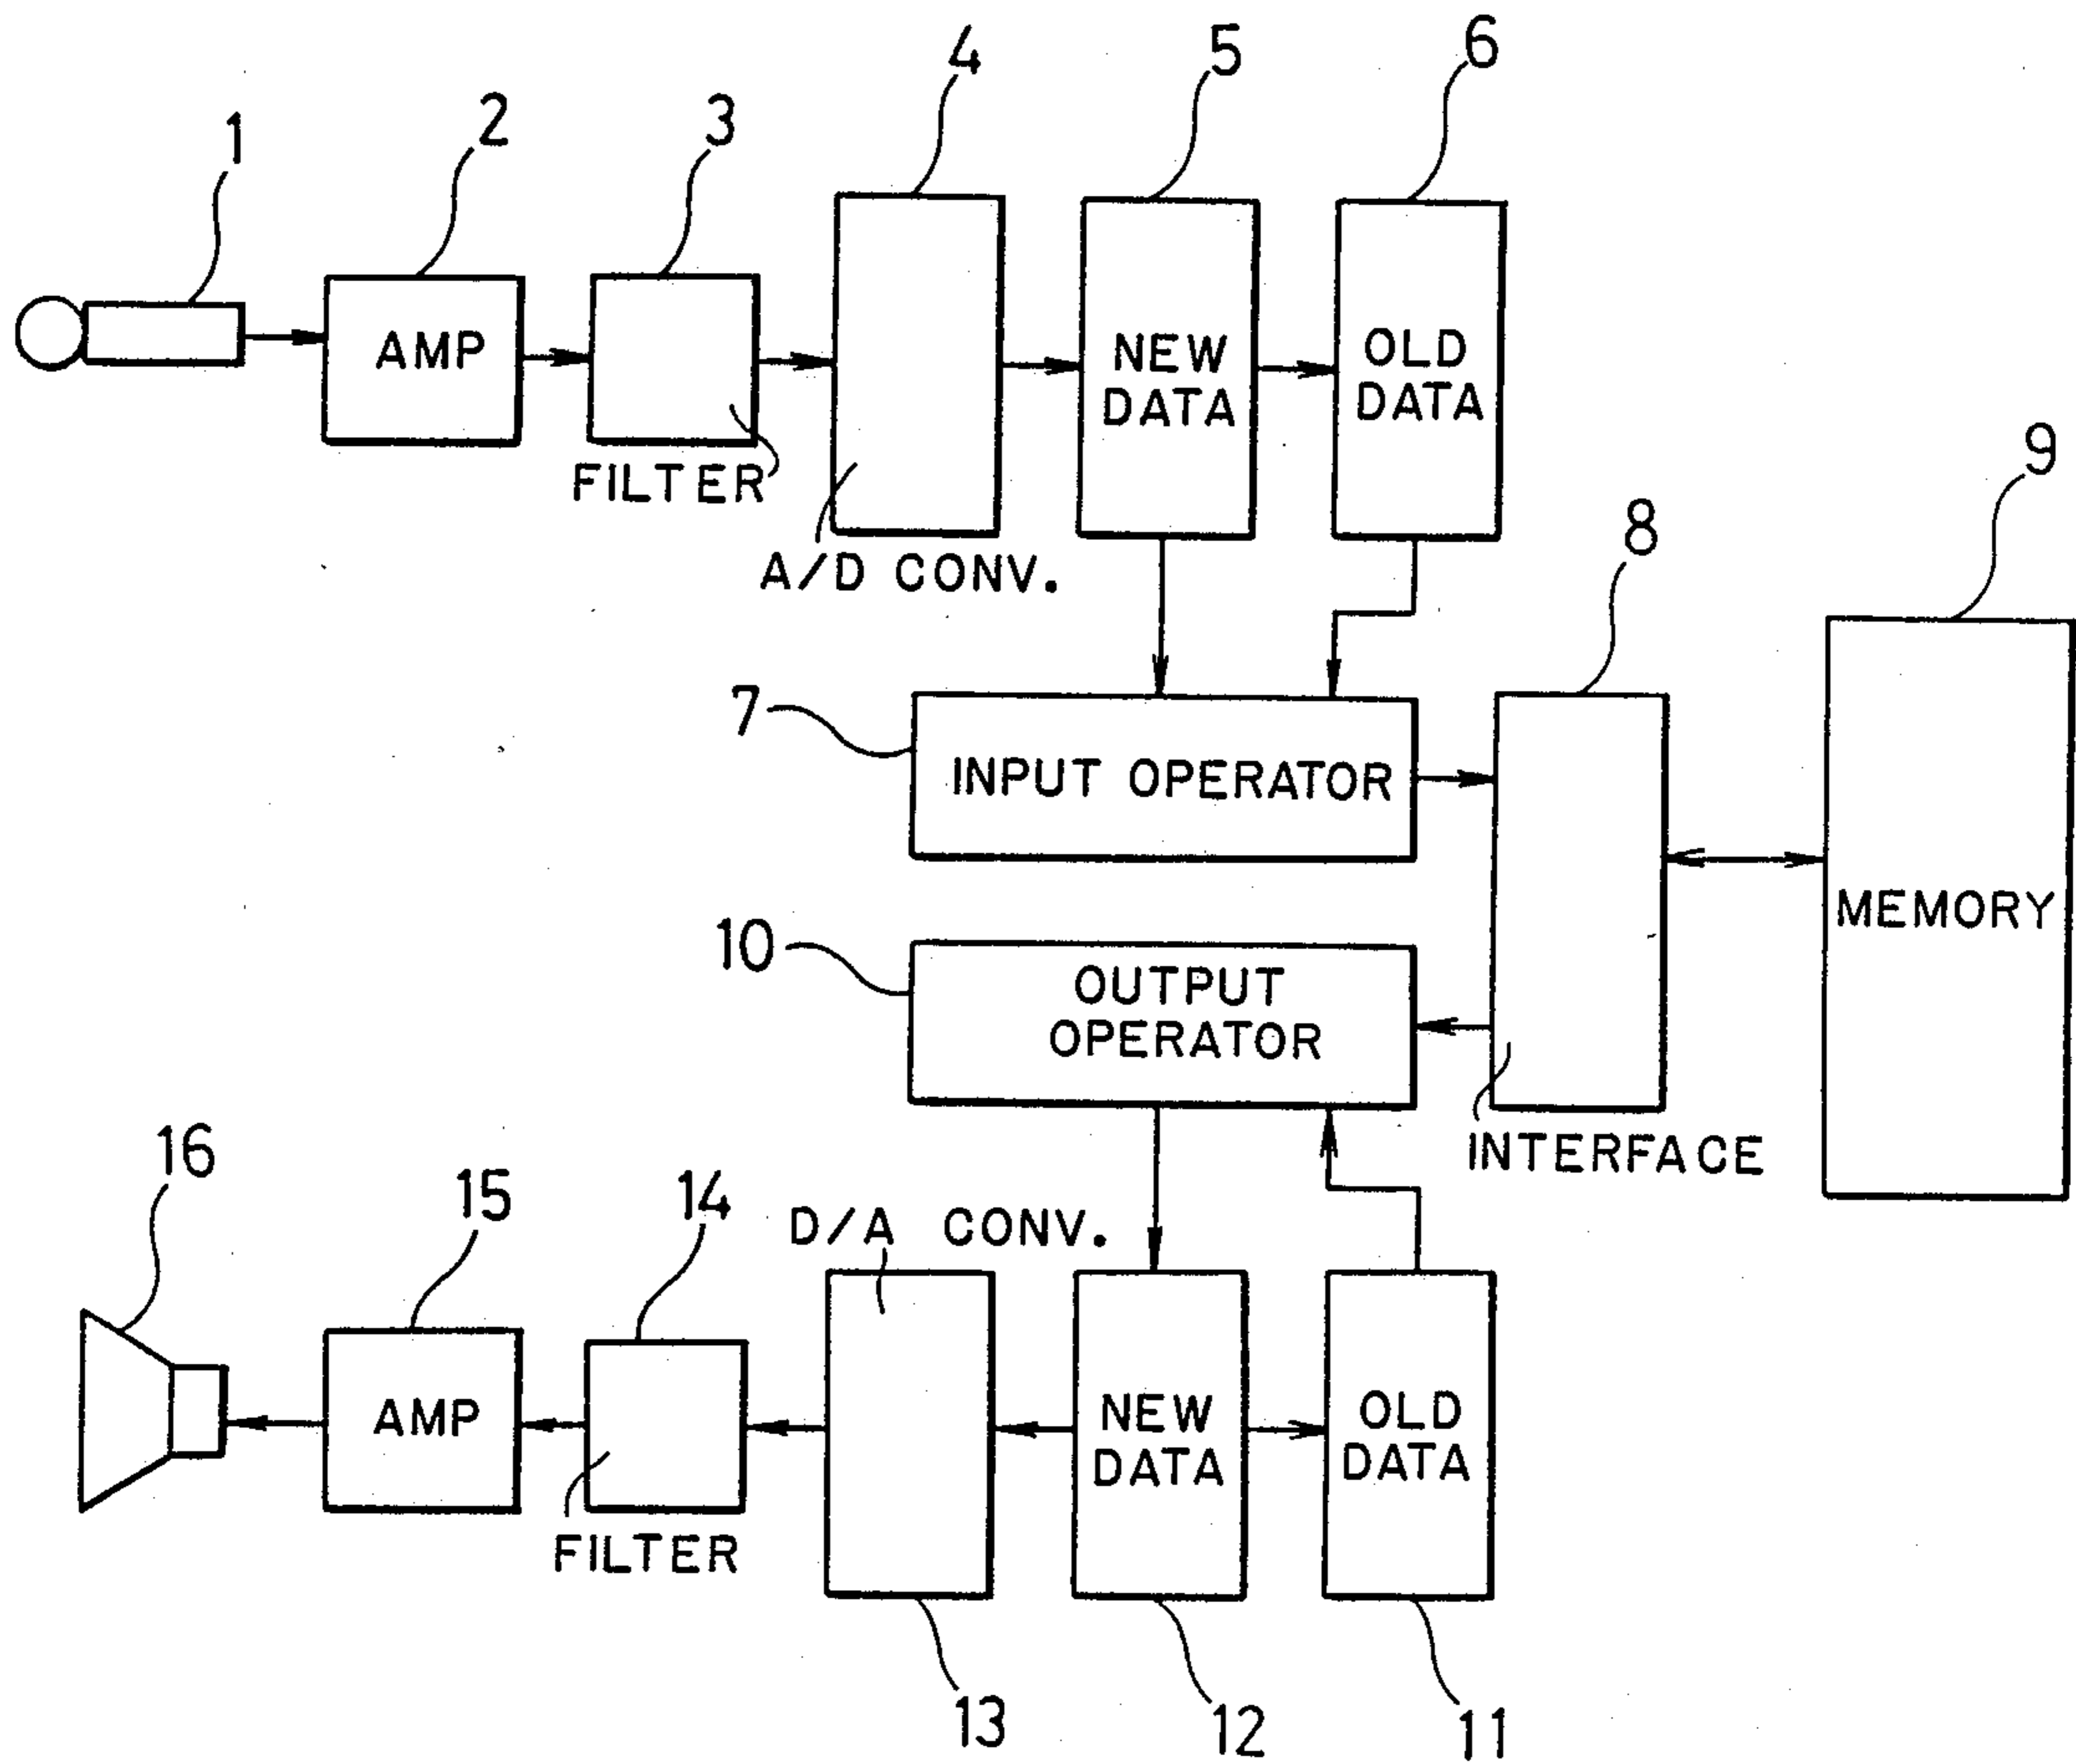 1
2
3
4
5
6
AMP
FILTER
A/D CONV.
NEW
DATA
OLD
DATA
7
INPUT OPERATOR
8
9
MEMORY
10
OUTPUT
OPERATOR
INTERFACE
16
15
14
D/A CONV.
AMP
FILTER
NEW
DATA
OLD
DATA
13
12
11